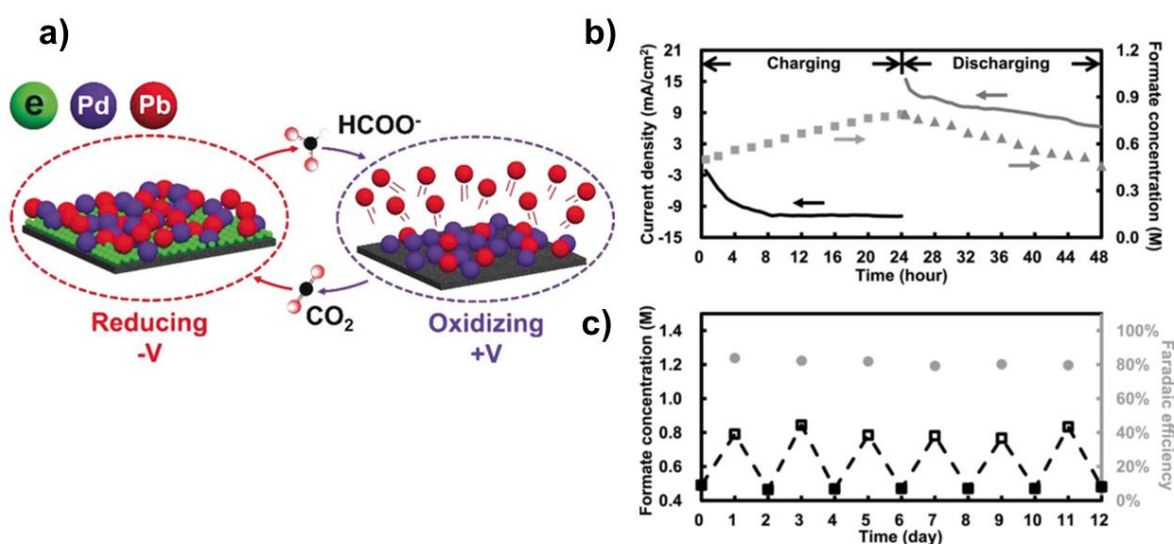 a)
e Pd Pb
HCOO⁻
CO₂
Reducing
-V
Oxidizing
+V
b)
Charging
Discharging
Current density (mA/cm²)
21
15
9
3
-3
-9
-15
Formate concentration (M)
1.2
0.9
0.6
0.3
0.0
0 4 8 12 16 20 24 28 32 36 40 44 48
Time (hour)
c)
Formate concentration (M)
1.4
1.2
1.0
0.8
0.6
0.4
Faradaic efficiency
100%
80%
60%
40%
20%
0%
0 1 2 3 4 5 6 7 8 9 10 11 12
Time (day)